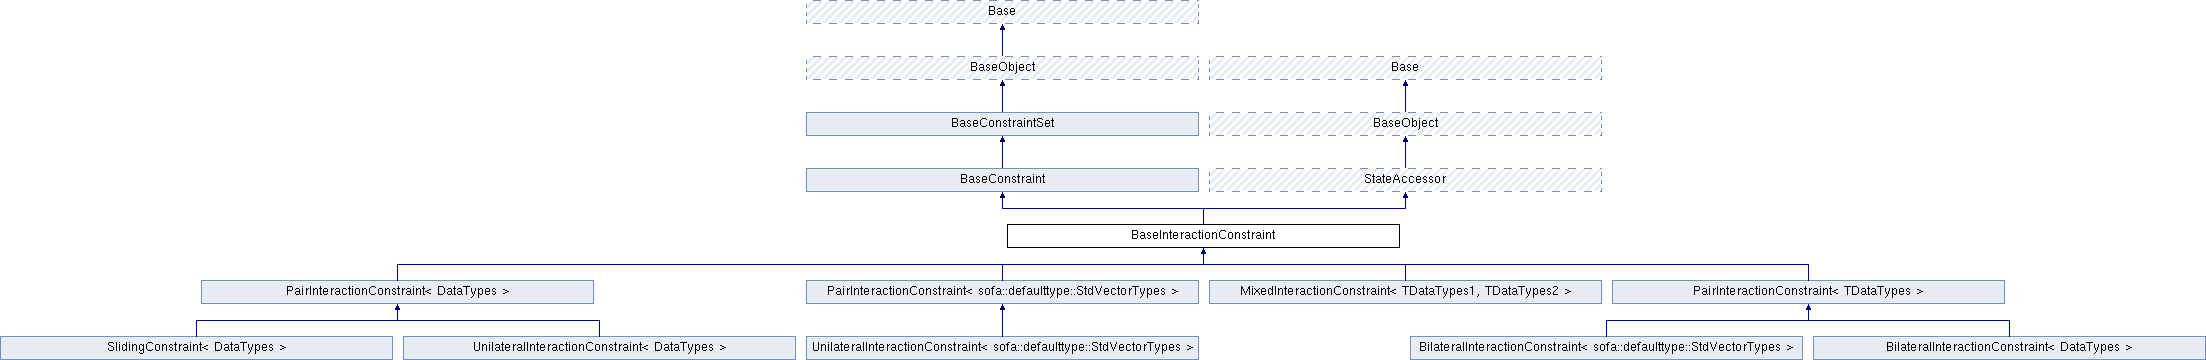 Base
BaseObject
Base
BaseConstraintSet
BaseObject
BaseConstraint
StateAccessor
BaseInteractionConstraint
PairInteractionConstraint< DataTypes >
PairInteractionConstraint< sofa::defaulttype::StdVectorTypes >
MixedInteractionConstraint< TDataTypes1, TDataTypes2 >
PairInteractionConstraint< TDataTypes >
SlidingConstraint< DataTypes >
UnilateralInteractionConstraint< DataTypes >
UnilateralInteractionConstraint< sofa::defaulttype::StdVectorTypes >
BilateralInteractionConstraint< sofa::defaulttype::StdVectorTypes >
BilateralInteractionConstraint< DataTypes >